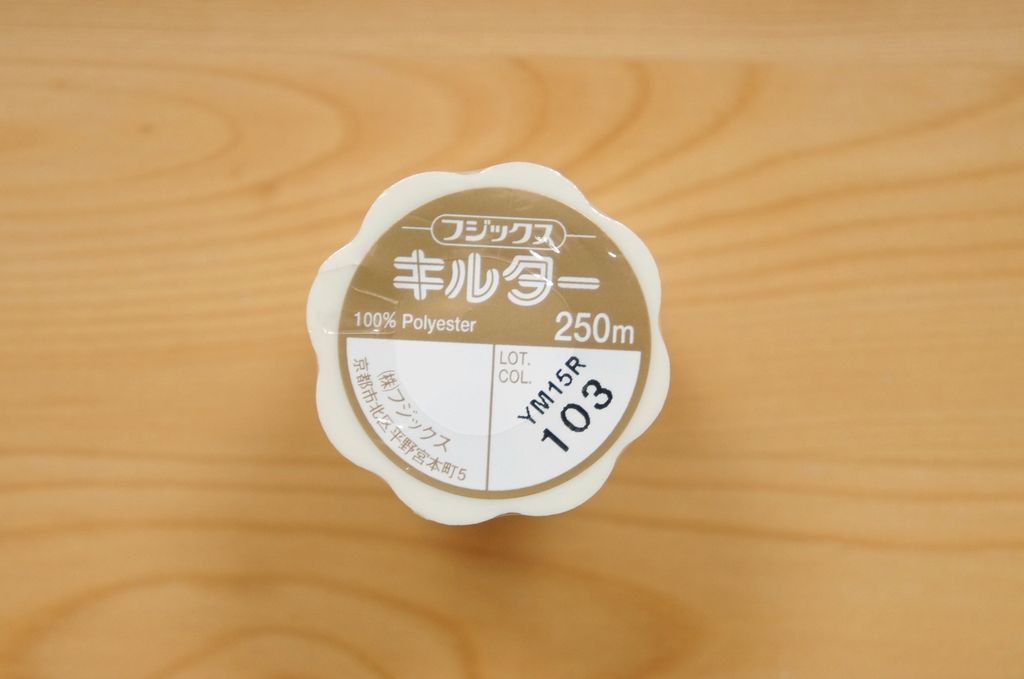 フジックス
キルター
100% Polyester
250m
LOT.
COL.
YM15R
103
(株)フジックス
京都市北区平野宮本町5